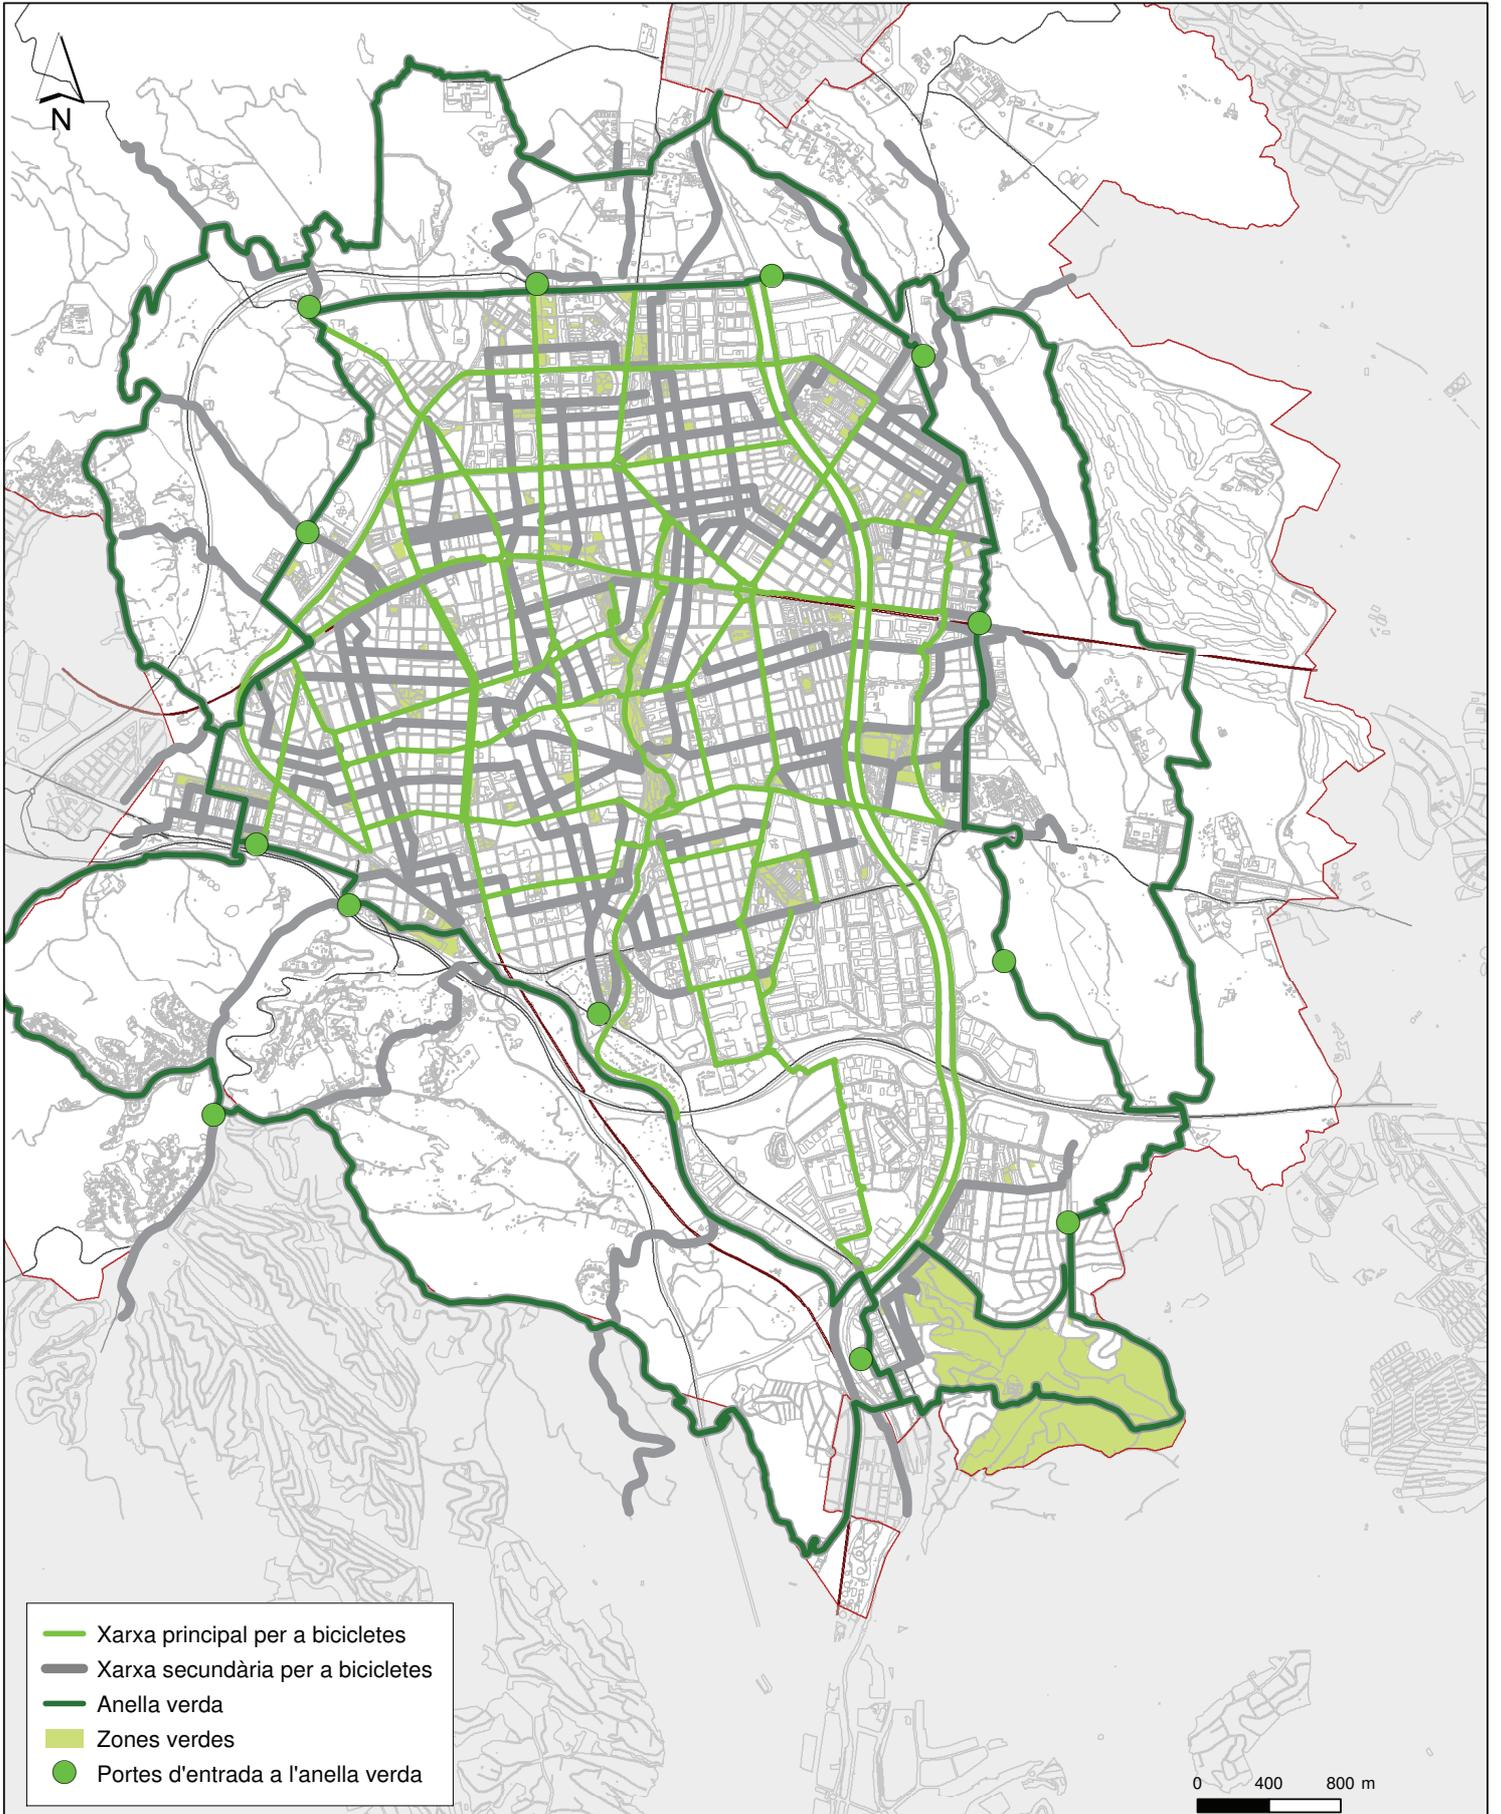 N
Xarxa principal per a bicicletes
Xarxa secundària per a bicicletes
Anella verda
Zones verdes
Portes d'entrada a l'anella verda
0 400 800 m